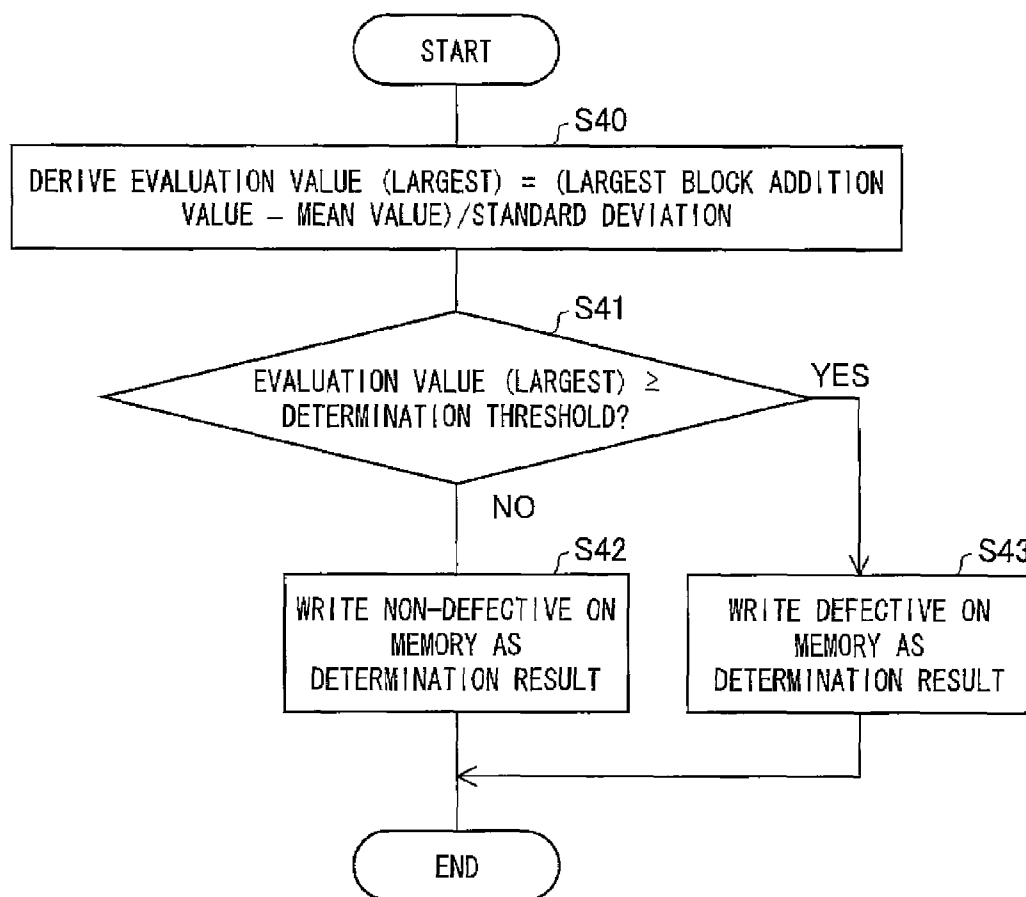 START
S40
DERIVE EVALUATION VALUE (LARGEST) = (LARGEST BLOCK ADDITION
VALUE – MEAN VALUE)/STANDARD DEVIATION
S41
EVALUATION VALUE (LARGEST) ≥
DETERMINATION THRESHOLD?
YES
NO
S42
WRITE NON-DEFECTIVE ON
MEMORY AS
DETERMINATION RESULT
S43
WRITE DEFECTIVE ON
MEMORY AS
DETERMINATION RESULT
END